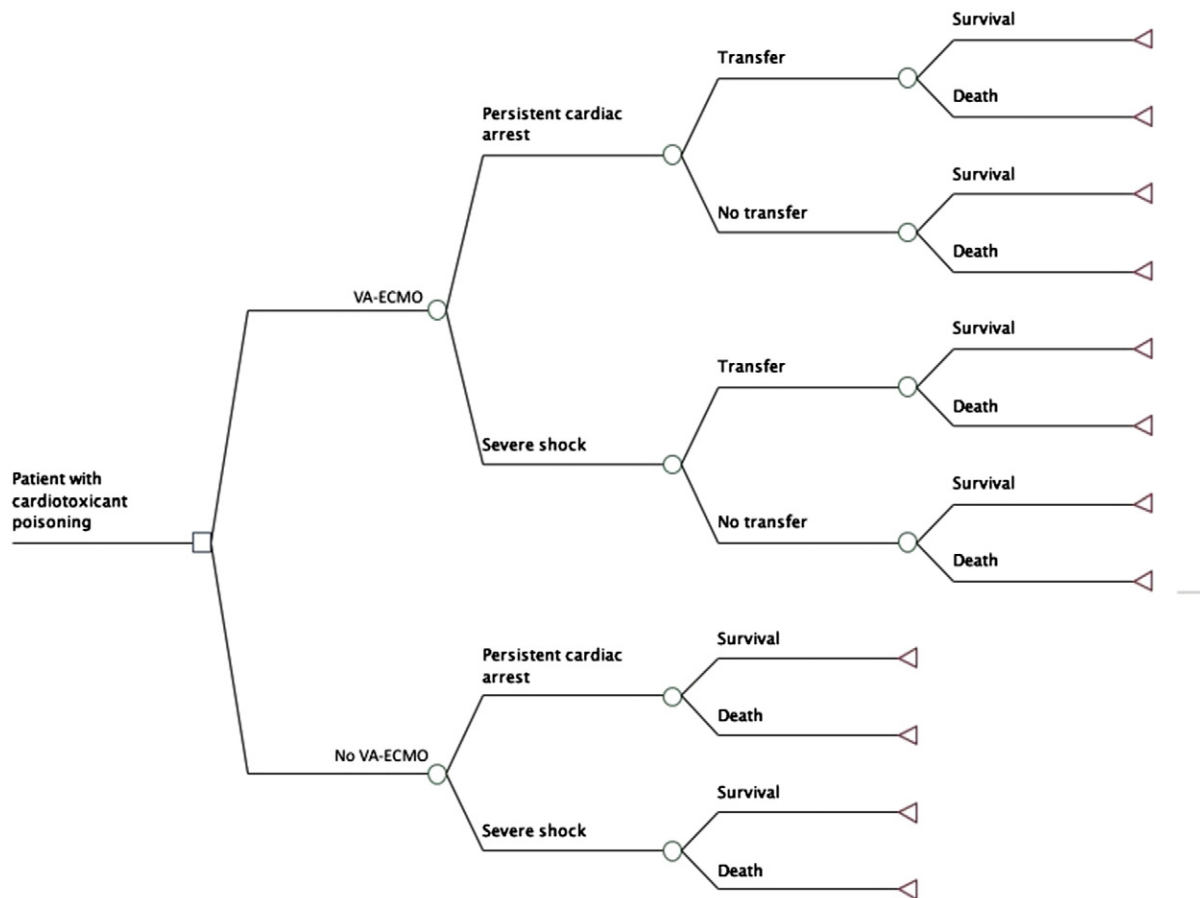 Survival
Transfer
Death
Persistent cardiac
arrest
Survival
No transfer
Death
VA-ECMO
Survival
Transfer
Death
Severe shock
Survival
Patient with
cardiotoxicant
poisoning
No transfer
Death
Survival
Persistent cardiac
arrest
Death
No VA-ECMO
Survival
Severe shock
Death